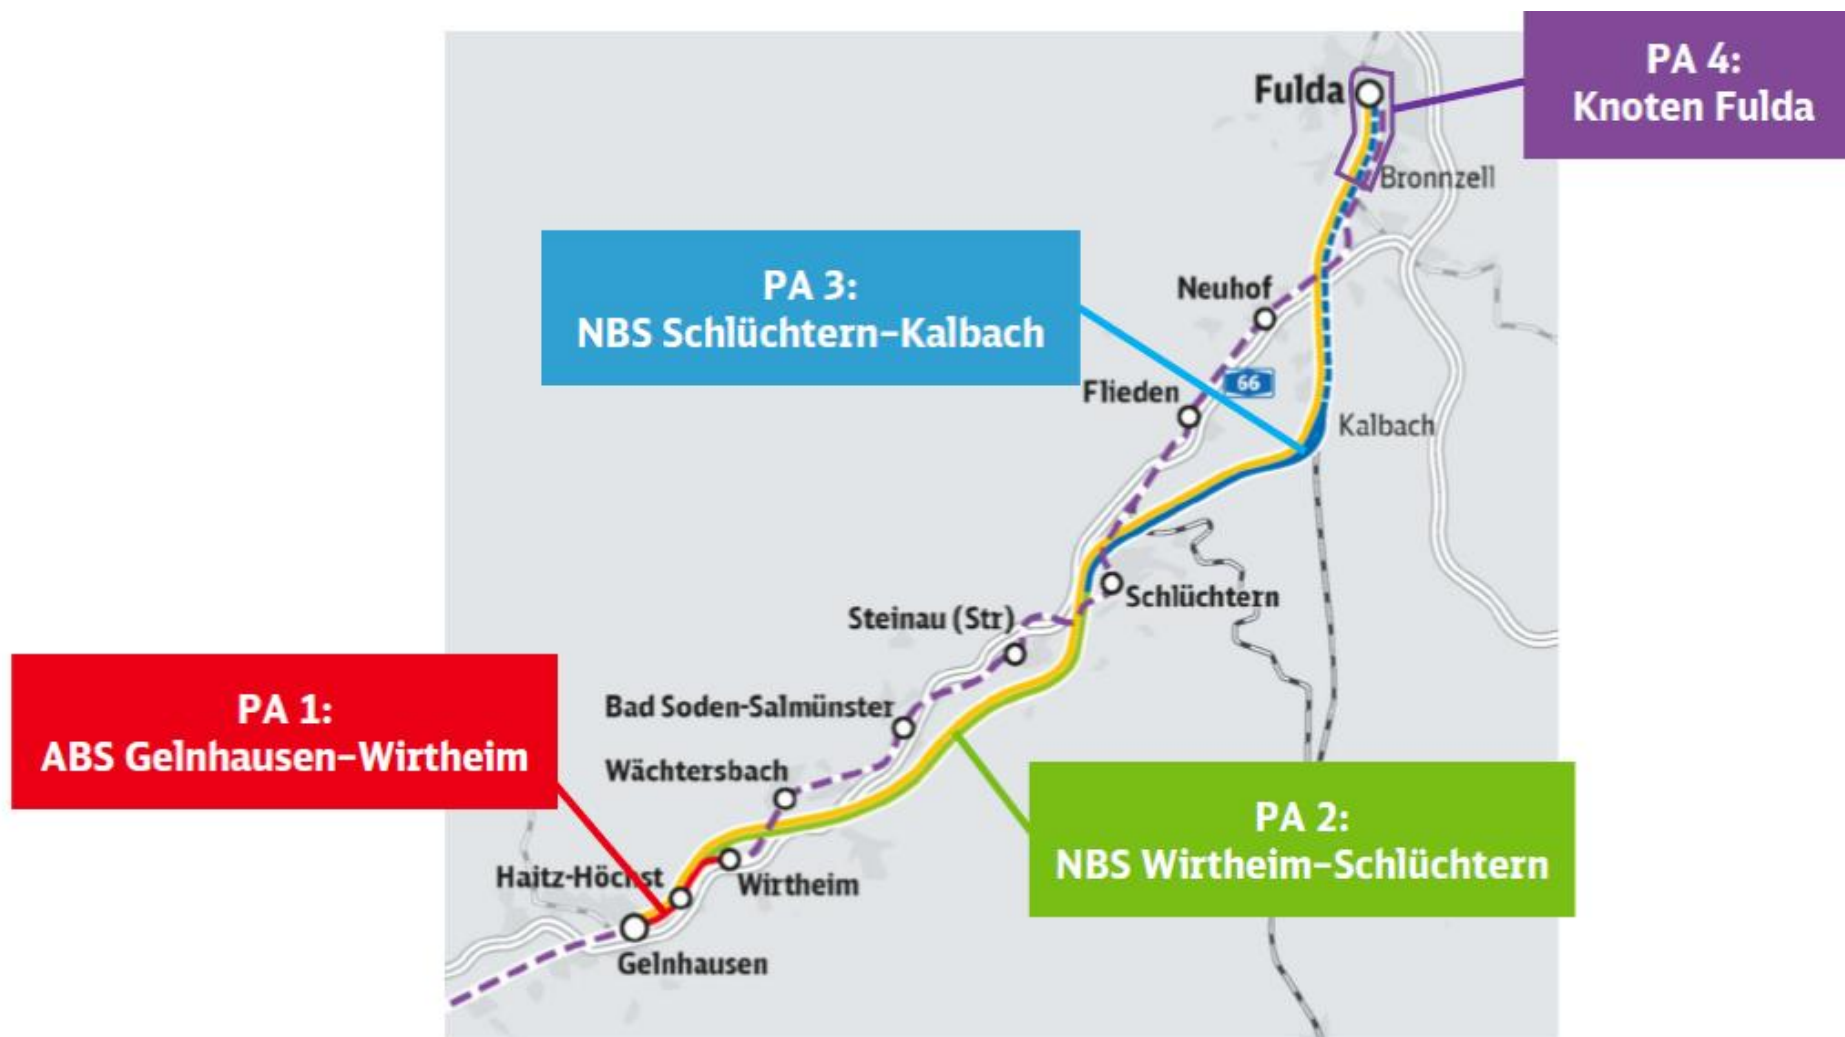 PA 4:
Knoten Fulda
Fulda
Bronnzell
PA 3:
NBS Schlüchtern–Kalbach
Neuhof
66
Flieden
Kalbach
Schlüchtern
Steinau (Str)
PA 1:
ABS Gelnhausen–Wirtheim
Bad Soden-Salmünster
Wächtersbach
PA 2:
NBS Wirtheim–Schlüchtern
Haitz-Höchst
Wirtheim
Gelnhausen